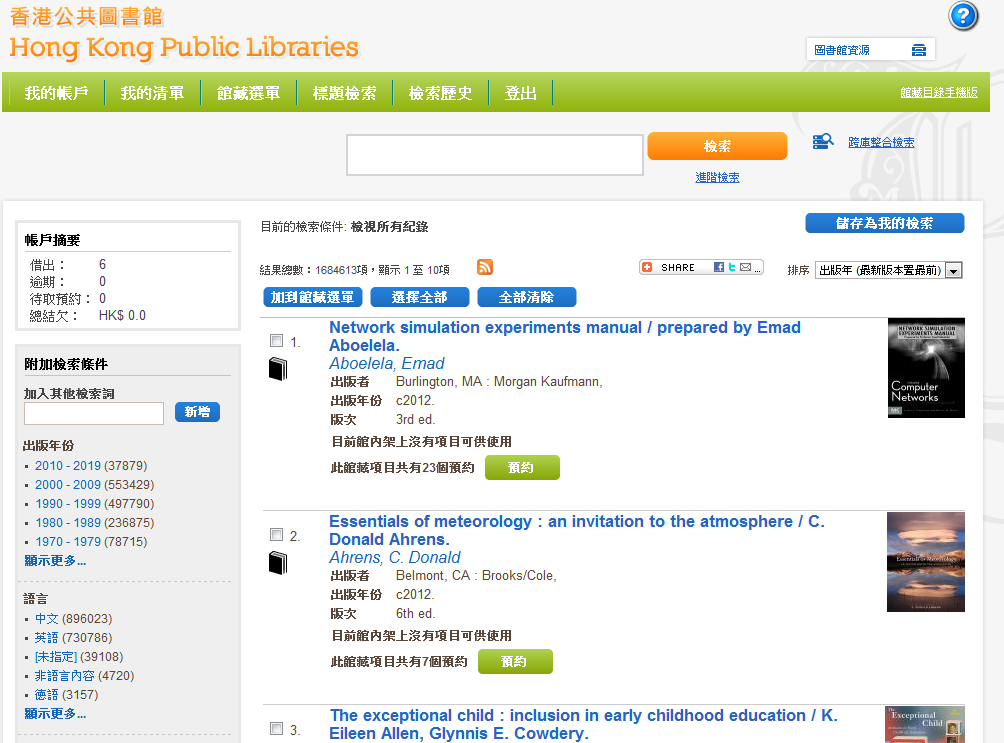 香港公共圖書館
Hong Kong Public Libraries
?
圖書館資源
我的帳戶
我的清單
館藏選單
標題檢索
檢索歷史
登出
館藏目錄手機版
檢索
跨庫整合檢索
進階檢索
帳戶摘要
借出： 6
逾期： 0
待取預約： 0
總結欠： HK$ 0.0
附加檢索條件
加入其他檢索詞
新增
出版年份
2010 - 2019 (37879)
2000 - 2009 (553429)
1990 - 1999 (497790)
1980 - 1989 (236875)
1970 - 1979 (78715)
顯示更多...
語言
中文 (896023)
英語 (730786)
[未指定] (39108)
非語言內容 (4720)
德語 (3157)
顯示更多...
目前的檢索條件: 檢視所有紀錄
儲存為我的檢索
結果總數：1684613項，顯示 1 至 10項
SHARE
...
排序 出版年 (最新版本置最前)
加到館藏選單
選擇全部
全部清除
1.
Network simulation experiments manual / prepared by Emad
Aboelela.
Aboelela, Emad
出版者 Burlington, MA : Morgan Kaufmann,
出版年份 c2012.
版次 3rd ed.
目前館內架上沒有項目可供使用
此館藏項目共有23個預約 預約
NETWORK SIMULATION
EXPERIMENTS MANUAL
Computer
Networks
2.
Essentials of meteorology : an invitation to the atmosphere / C.
Donald Ahrens.
Ahrens, C. Donald
出版者 Belmont, CA : Brooks/Cole,
出版年份 c2012.
版次 6th ed.
目前館內架上沒有項目可供使用
此館藏項目共有7個預約 預約
Essentials of Meteorology
3.
The exceptional child : inclusion in early childhood education / K.
Eileen Allen, Glynnis E. Cowdery.
The
Exceptional
Child